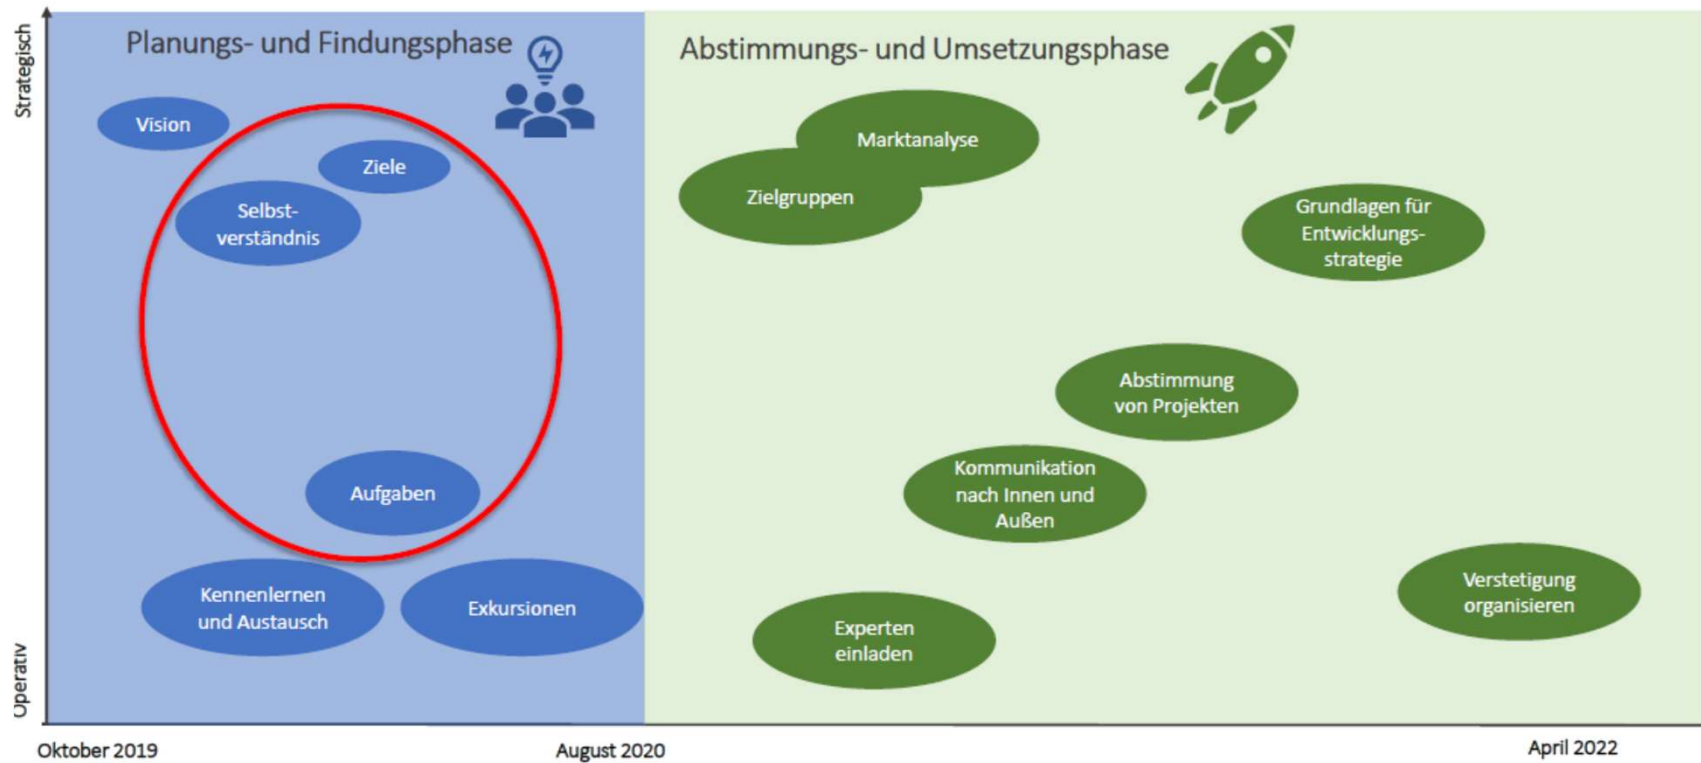 Strategisch
Planungs- und Findungsphase
Abstimmungs- und Umsetzungsphase
Vision
Ziele
Selbst-
verständnis
Aufgaben
Kennenlernen
und Austausch
Exkursionen
Marktanalyse
Zielgruppen
Grundlagen für
Entwicklungs-
strategie
Abstimmung
von Projekten
Kommunikation
nach Innen und
Außen
Verstetigung
organisieren
Experten
einladen
Operativ
Oktober 2019
August 2020
April 2022